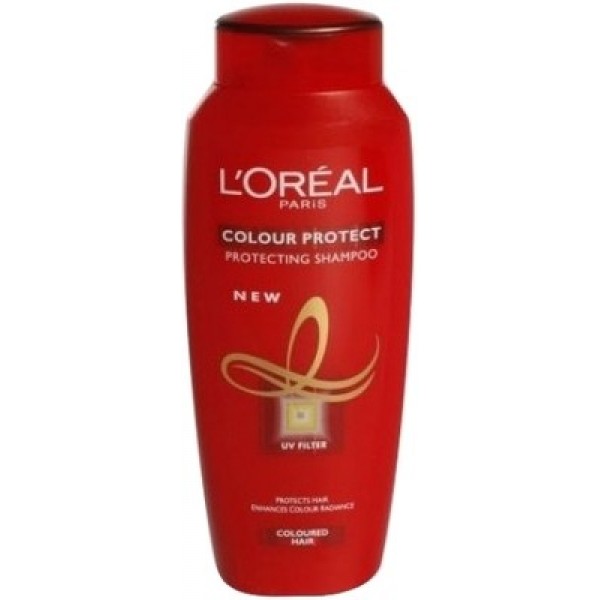 L'ORÉAL
PARIS
COLOUR PROTECT
PROTECTING SHAMPOO
NEW
UV FILTER
PROTECTS HAIR
ENHANCES COLOUR RADIANCE
COLOURED
HAIR